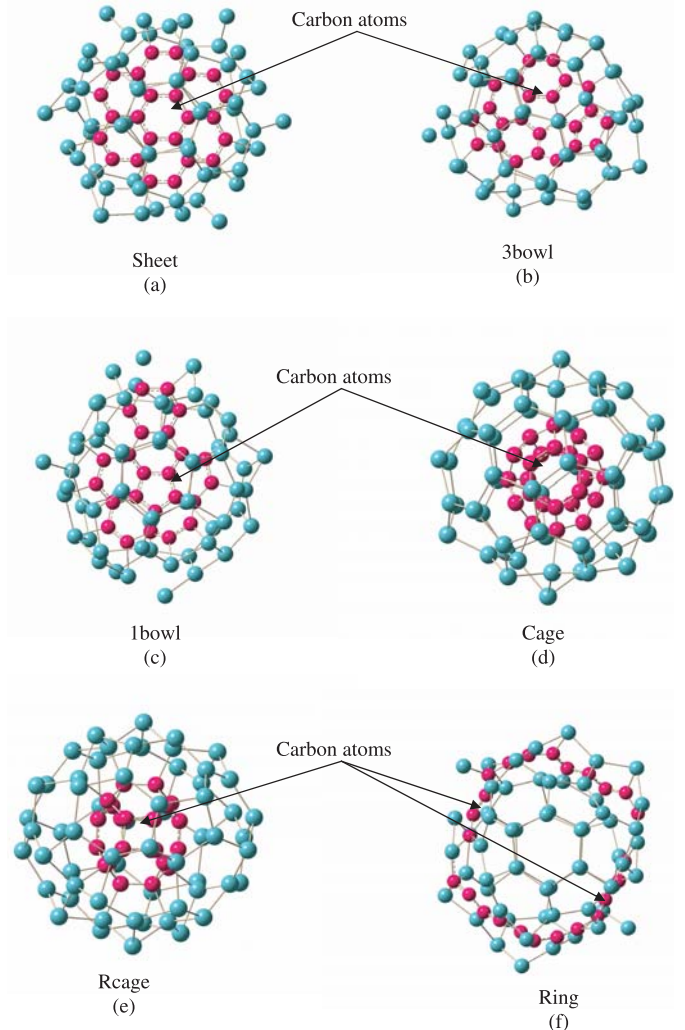 Carbon atoms
Sheet
(a)
3bowl
(b)
Carbon atoms
1bowl
(c)
Cage
(d)
Carbon atoms
Rcage
(e)
Ring
(f)